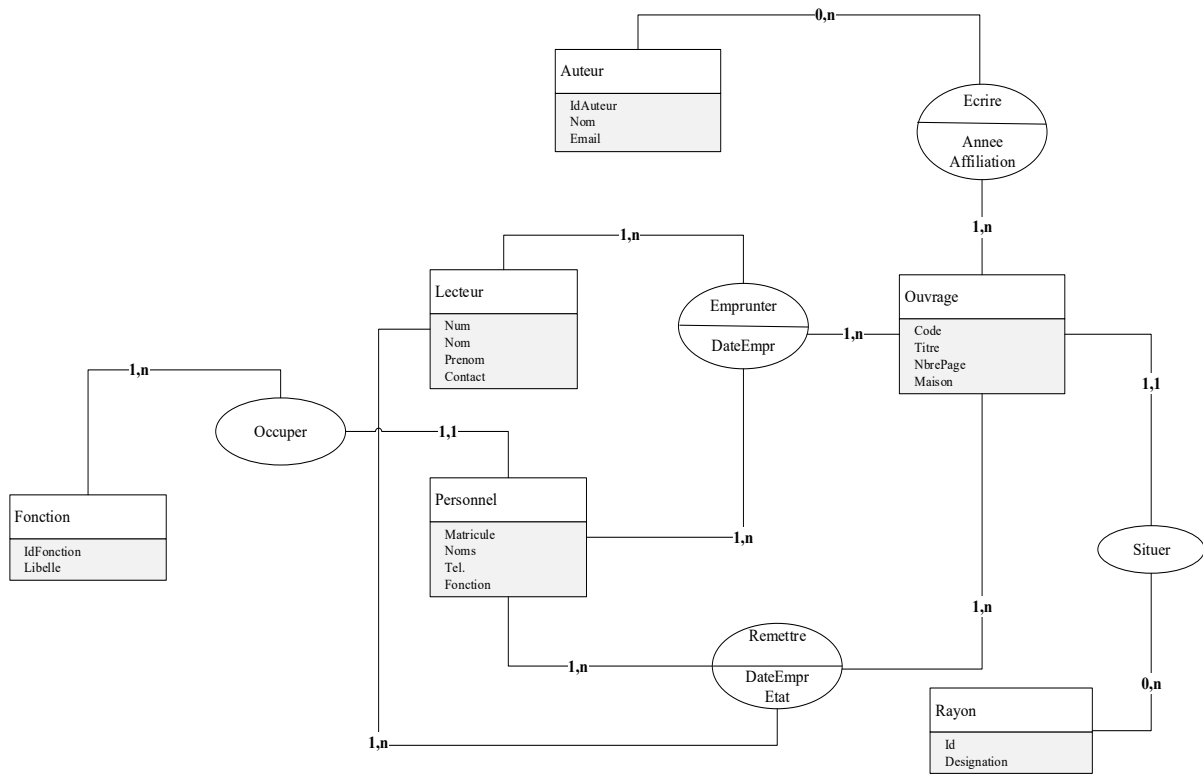 0,n
Auteur
IdAuteur
Nom
Email
Ecrire
Annee
Affiliation
1,n
1,n
Lecteur
Num
Nom
Prenom
Contact
Emprunter
DateEmpr
1,n
Ouvrage
Code
Titre
NbrePage
Maison
1,n
1,1
Occuper
1,1
Personnel
Matricule
Noms
Tel.
Fonction
Fonction
IdFonction
Libelle
1,n
Situer
1,n
Remettre
DateEmpr
Etat
1,n
0,n
Rayon
Id
Designation
1,n